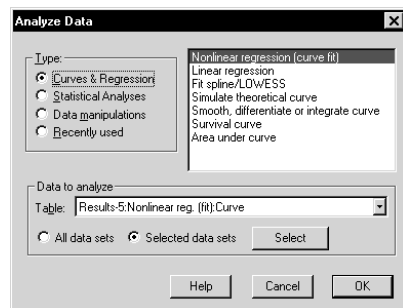 Analyze Data
Type:
Curves & Regression
Statistical Analyses
Data manipulations
Recently used
Nonlinear regression (curve fit)
Linear regression
Fit spline/LOWESS
Simulate theoretical curve
Smooth, differentiate or integrate curve
Survival curve
Area under curve
Data to analyze
Table: Results-5:Nonlinear reg. (fit):Curve
All data sets Selected data sets Select
Help Cancel OK